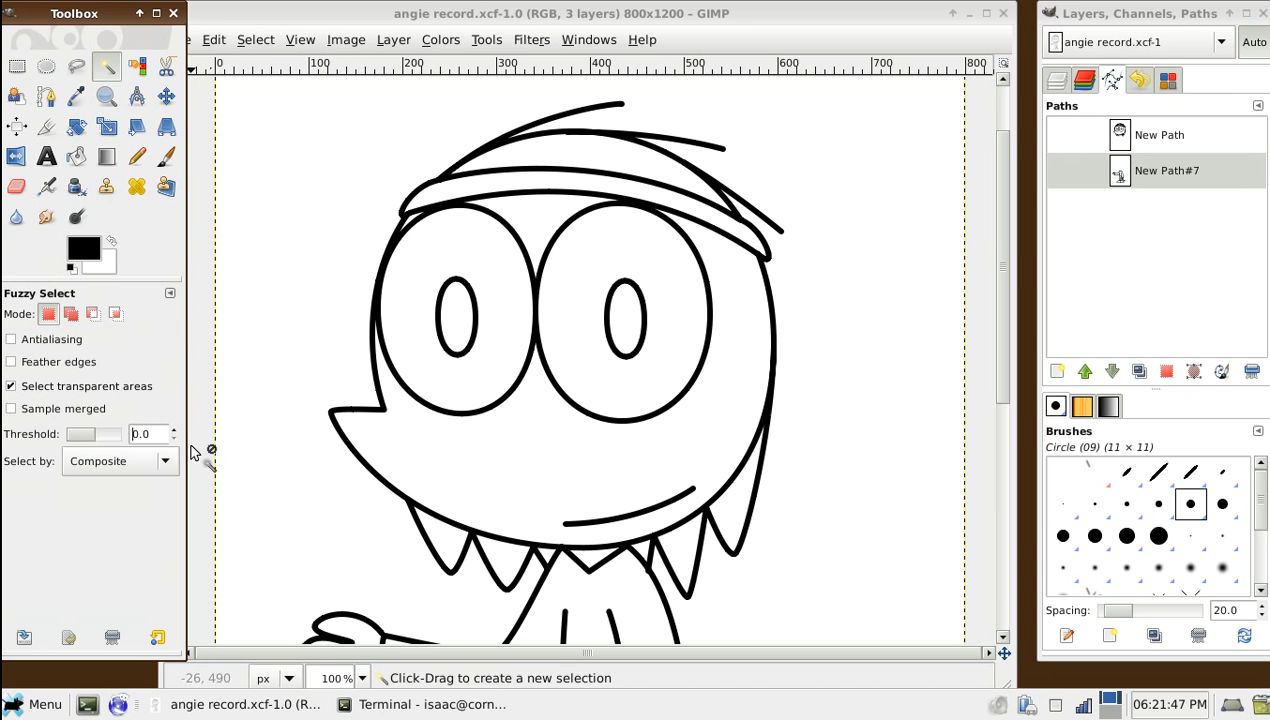 Toolbox
angie record.xcf-1.0 (RGB, 3 layers) 800x1200 – GIMP
Layers, Channels, Paths
Edit Select View Image Layer Colors Tools Filters Windows Help
angie record.xcf-1
Auto
0 100 200 300 400 500 600 700 800
Paths
New Path
New Path#7
Fuzzy Select
Mode:
Antialiasing
Feather edges
Select transparent areas
Sample merged
Threshold: 0.0
Select by: Composite
Brushes
Circle (09) (11 × 11)
Spacing: 20.0
-26, 490 px 100% Click-Drag to create a new selection
Menu
angie record.xcf-1.0 (R...
Terminal - isaac@corn...
06:21:47 PM